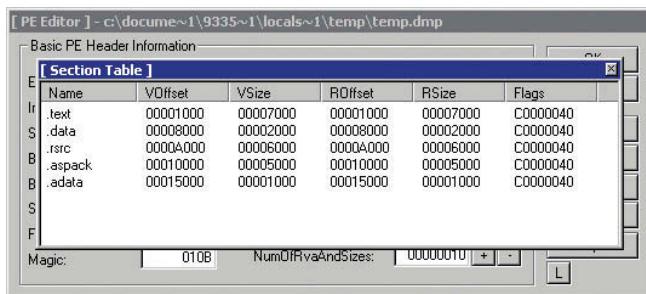 [ PE Editor ] - c:\docume~1\9335~1\locals~1\temp\temp.dmp
Basic PE Header Information
[ Section Table ]
Name VOffset VSize ROffset RSize Flags
.text 00001000 00007000 00001000 00007000 C0000040
.data 00008000 00002000 00008000 00002000 C0000040
.rsrc 0000A000 00006000 0000A000 00006000 C0000040
.aspack 00010000 00005000 00010000 00005000 C0000040
.adata 00015000 00001000 00015000 00001000 C0000040
Magic: 010B NumOfRvaAndSizes: 00000010 + -
L